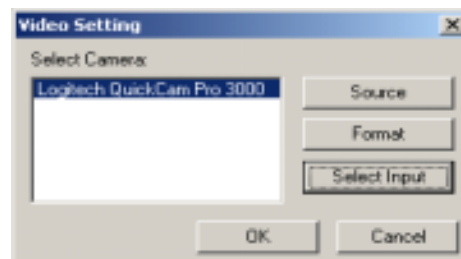 Video Setting
Select Camera:
Logitech QuickCam Pro 3000
Source
Format
Select Input
OK
Cancel